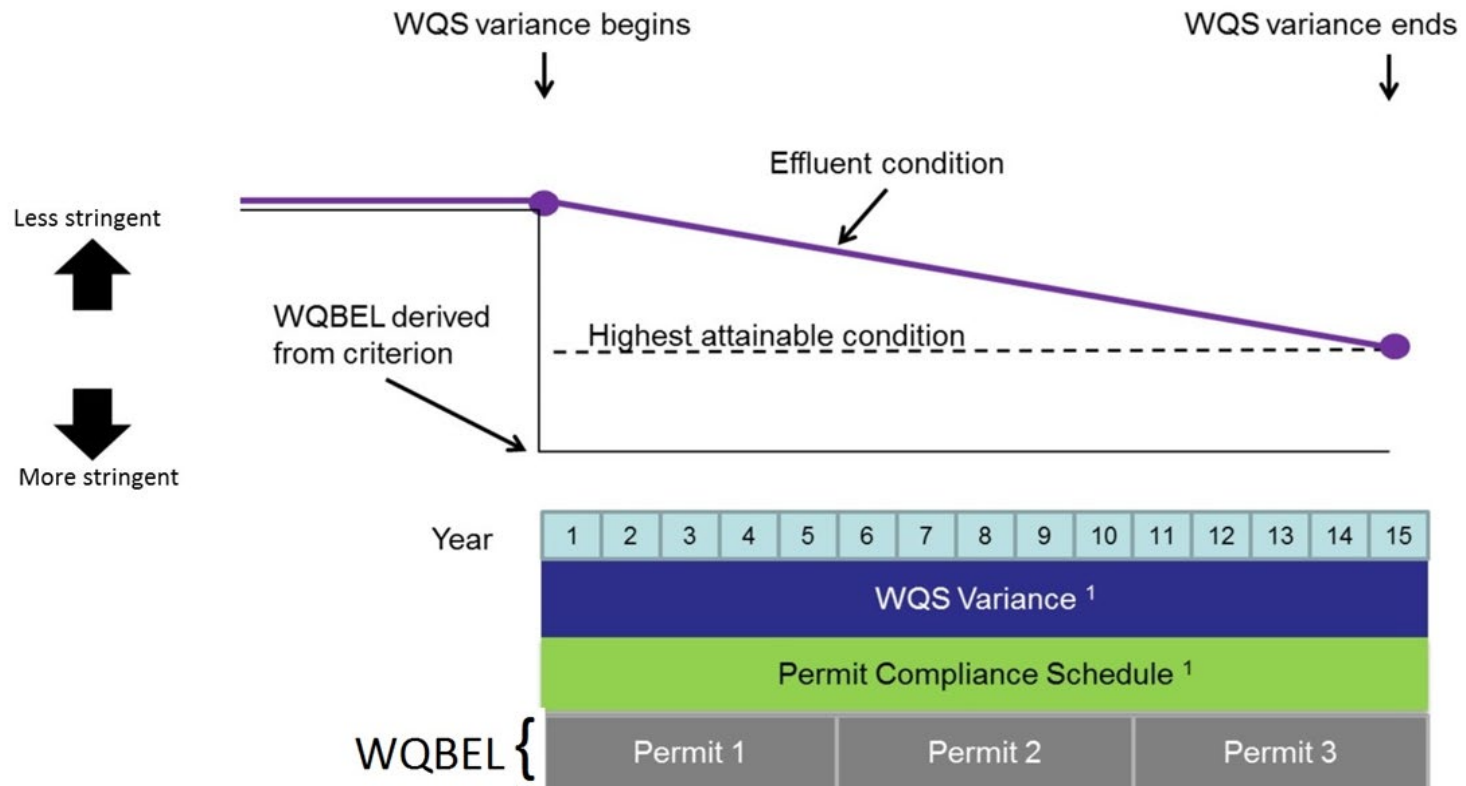 WQS variance begins
WQS variance ends
Effluent condition
Less stringent
WQBEL derived
from criterion
Highest attainable condition
More stringent
Year 1 2 3 4 5 6 7 8 9 10 11 12 13 14 15
WQS Variance 1
Permit Compliance Schedule 1
WQBEL { Permit 1 Permit 2 Permit 3